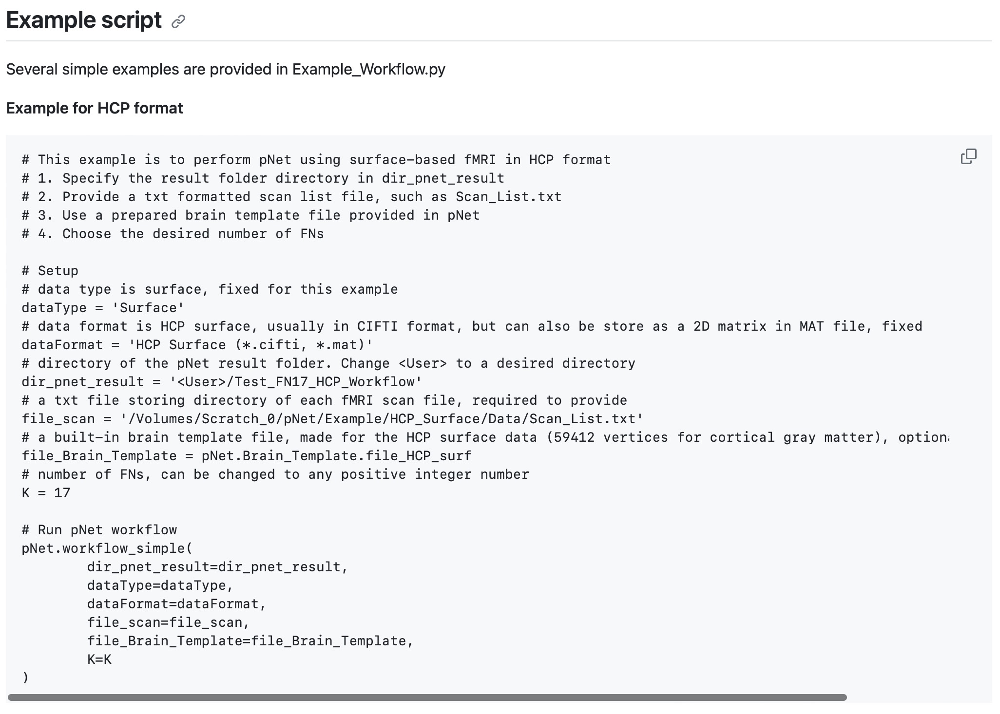 Example script
Several simple examples are provided in Example_Workflow.py
Example for HCP format
# This example is to perform pNet using surface-based fMRI in HCP format
# 1. Specify the result folder directory in dir_pnet_result
# 2. Provide a txt formatted scan list file, such as Scan_List.txt
# 3. Use a prepared brain template file provided in pNet
# 4. Choose the desired number of FNs
# Setup
# data type is surface, fixed for this example
dataType = 'Surface'
# data format is HCP surface, usually in CIFTI format, but can also be store as a 2D matrix in MAT file, fixed
dataFormat = 'HCP Surface (*.cifti, *.mat)'
# directory of the pNet result folder. Change <User> to a desired directory
dir_pnet_result = '<User>/Test_FN17_HCP_Workflow'
# a txt file storing directory of each fMRI scan file, required to provide
file_scan = '/Volumes/Scratch_0/pNet/Example/HCP_Surface/Data/Scan_List.txt'
# a built-in brain template file, made for the HCP surface data (59412 vertices for cortical gray matter),
file_Brain_Template = pNet.Brain_Template.file_HCP_surf
# number of FNs, can be changed to any positive integer number
K = 17
# Run pNet workflow
pNet.workflow_simple(
        dir_pnet_result=dir_pnet_result,
        dataType=dataType,
        dataFormat=dataFormat,
        file_scan=file_scan,
        file_Brain_Template=file_Brain_Template,
        K=K
)